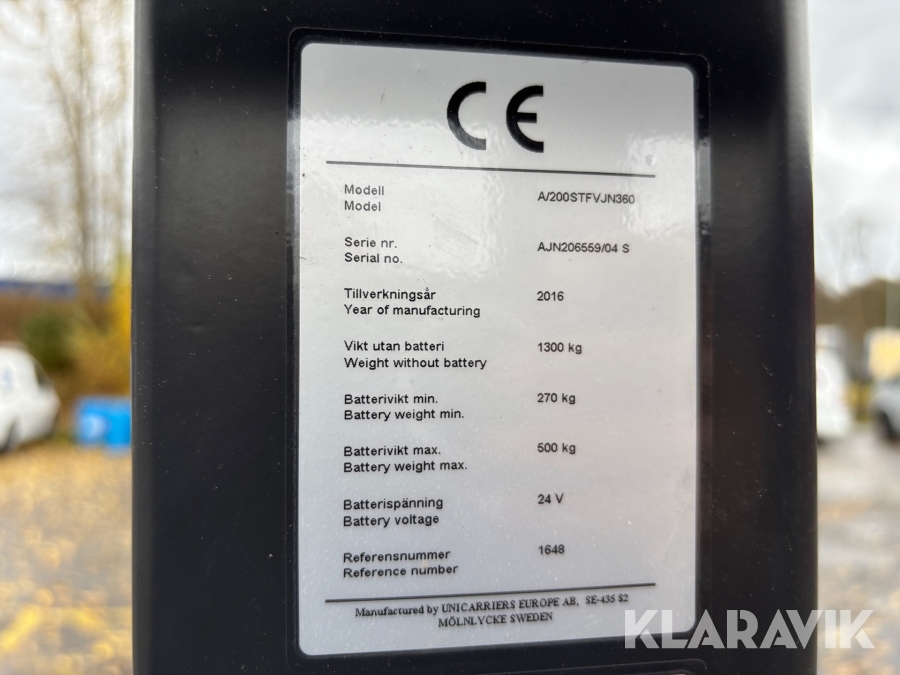 CE
Modell A/200STFVJN360
Model
Serie nr. AJN206559/04 S
Serial no.
Tillverkningsår 2016
Year of manufacturing
Vikt utan batteri 1300 kg
Weight without battery
Batterivikt min. 270 kg
Battery weight min.
Batterivikt max. 500 kg
Battery weight max.
Batterispänning 24 V
Battery voltage
Referensnummer 1648
Reference number
Manufactured by UNICARRIERS EUROPE AB, SE-435 S2
MÖLNLYCKE SWEDEN
KLARAVIK